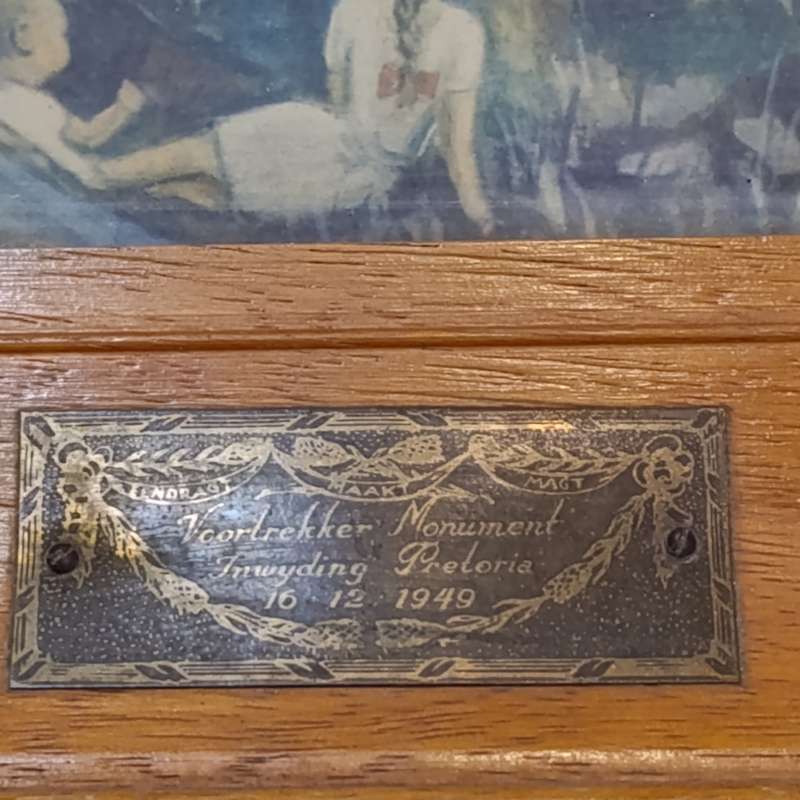 EENDRAGT MAAKT MAGT
Voortrekker Monument
Inwyding Pretoria
16 12 1949